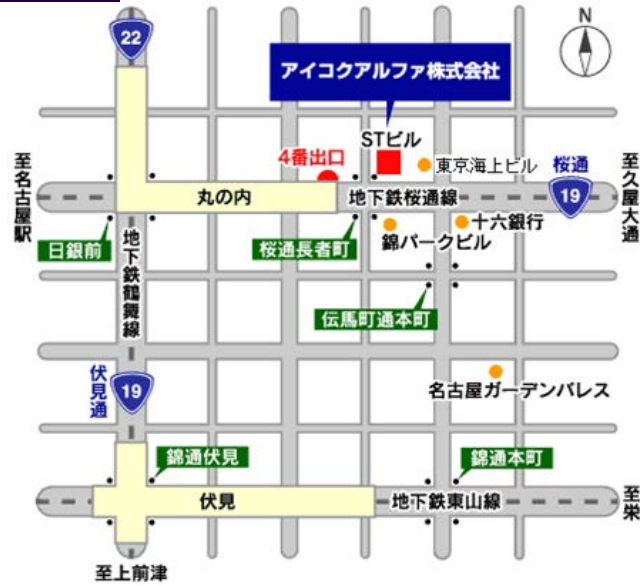 N
22
アイコクアルファ株式会社
STビル
4番出口
東京海上ビル
桜通
至名古屋駅
丸の内
地下鉄桜通線
19
至久屋大通
日銀前
桜通長者町
錦パークビル
十六銀行
地下鉄鶴舞線
伝馬町通本町
伏見通
19
名古屋ガーデンパレス
錦通伏見
錦通本町
伏見
地下鉄東山線
至栄
至上前津